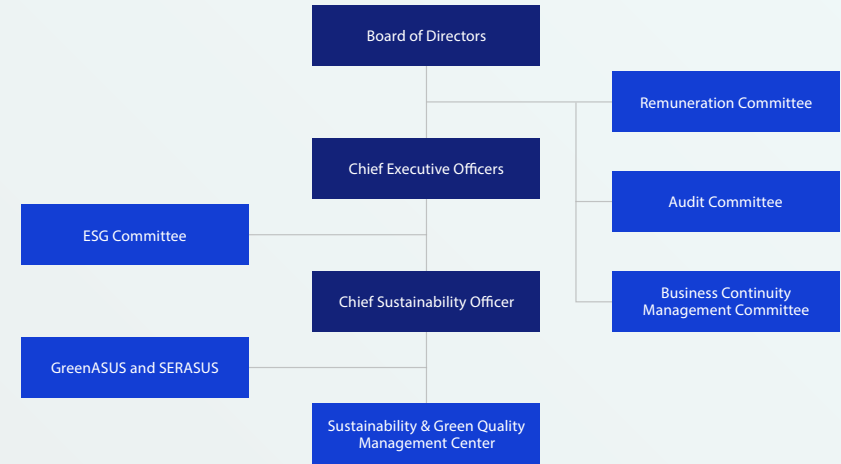 Board of Directors
Remuneration Committee
Chief Executive Officers
Audit Committee
ESG Committee
Chief Sustainability Officer
Business Continuity
Management Committee
GreenASUS and SERASUS
Sustainability & Green Quality
Management Center